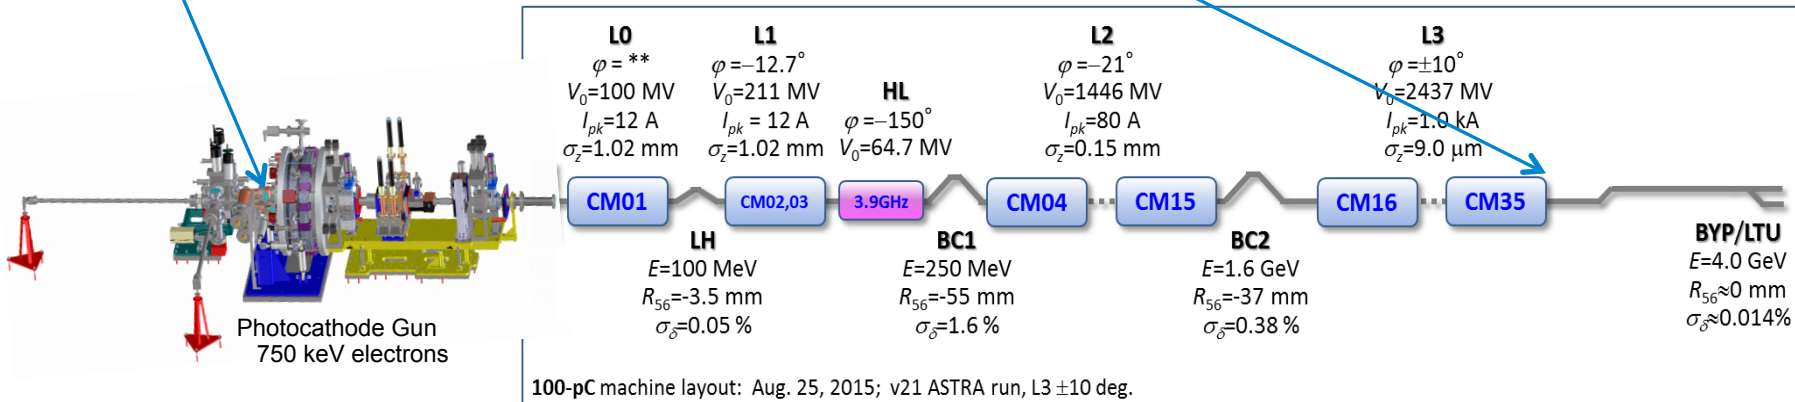 L0
φ = **
V0=100 MV
Ipk=12 A
σz=1.02 mm
L1
φ =−12.7°
V0=211 MV
Ipk = 12 A
σz=1.02 mm
HL
φ =−150°
V0=64.7 MV
L2
φ =−21°
V0=1446 MV
Ipk=80 A
σz=0.15 mm
L3
φ =±10°
V0=2437 MV
Ipk=1.0 kA
σz=9.0 μm
CM01
CM02,03
3.9GHz
CM04
CM15
CM16
CM35
LH
E=100 MeV
R56=-3.5 mm
σδ=0.05 %
BC1
E=250 MeV
R56=-55 mm
σδ=1.6 %
BC2
E=1.6 GeV
R56=-37 mm
σδ=0.38 %
BYP/LTU
E=4.0 GeV
R56≈0 mm
σδ≈0.014%
Photocathode Gun
750 keV electrons
100-pC machine layout: Aug. 25, 2015; v21 ASTRA run, L3 ±10 deg.